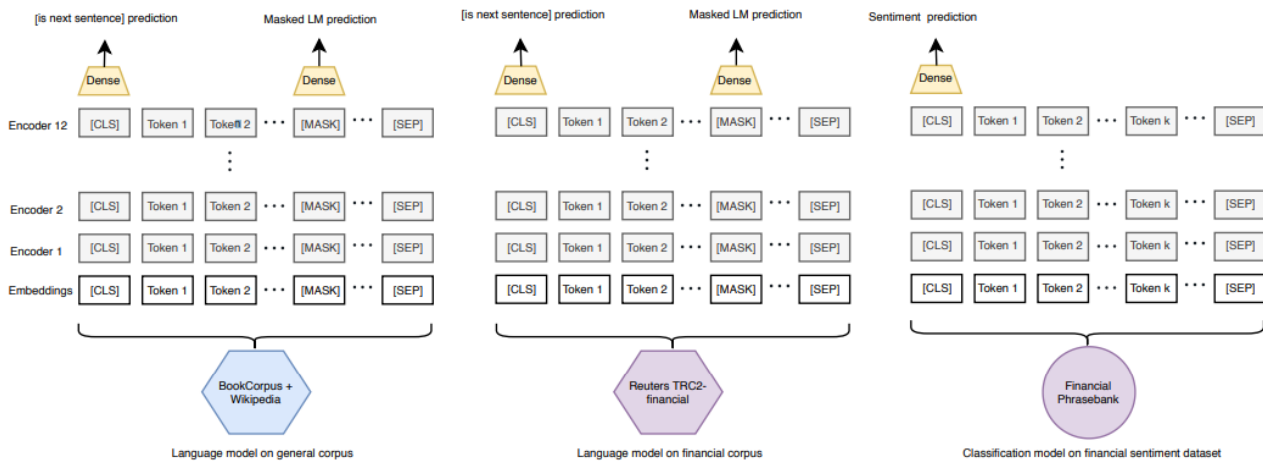 [is next sentence] prediction Masked LM prediction [is next sentence] prediction Masked LM prediction Sentiment prediction
Dense Dense Dense Dense Dense
Encoder 12 [CLS] Token 1 Token 2 ••• [MASK] ••• [SEP] [CLS] Token 1 Token 2 ••• [MASK] ••• [SEP] [CLS] Token 1 Token 2 ••• Token k ••• [SEP]
Encoder 2 [CLS] Token 1 Token 2 ••• [MASK] ••• [SEP] [CLS] Token 1 Token 2 ••• [MASK] ••• [SEP] [CLS] Token 1 Token 2 ••• Token k ••• [SEP]
Encoder 1 [CLS] Token 1 Token 2 ••• [MASK] ••• [SEP] [CLS] Token 1 Token 2 ••• [MASK] ••• [SEP] [CLS] Token 1 Token 2 ••• Token k ••• [SEP]
Embeddings [CLS] Token 1 Token 2 ••• [MASK] ••• [SEP] [CLS] Token 1 Token 2 ••• [MASK] ••• [SEP] [CLS] Token 1 Token 2 ••• Token k ••• [SEP]
BookCorpus +
Wikipedia
Reuters TRC2-
financial
Financial
Phrasebank
Language model on general corpus Language model on financial corpus Classification model on financial sentiment dataset